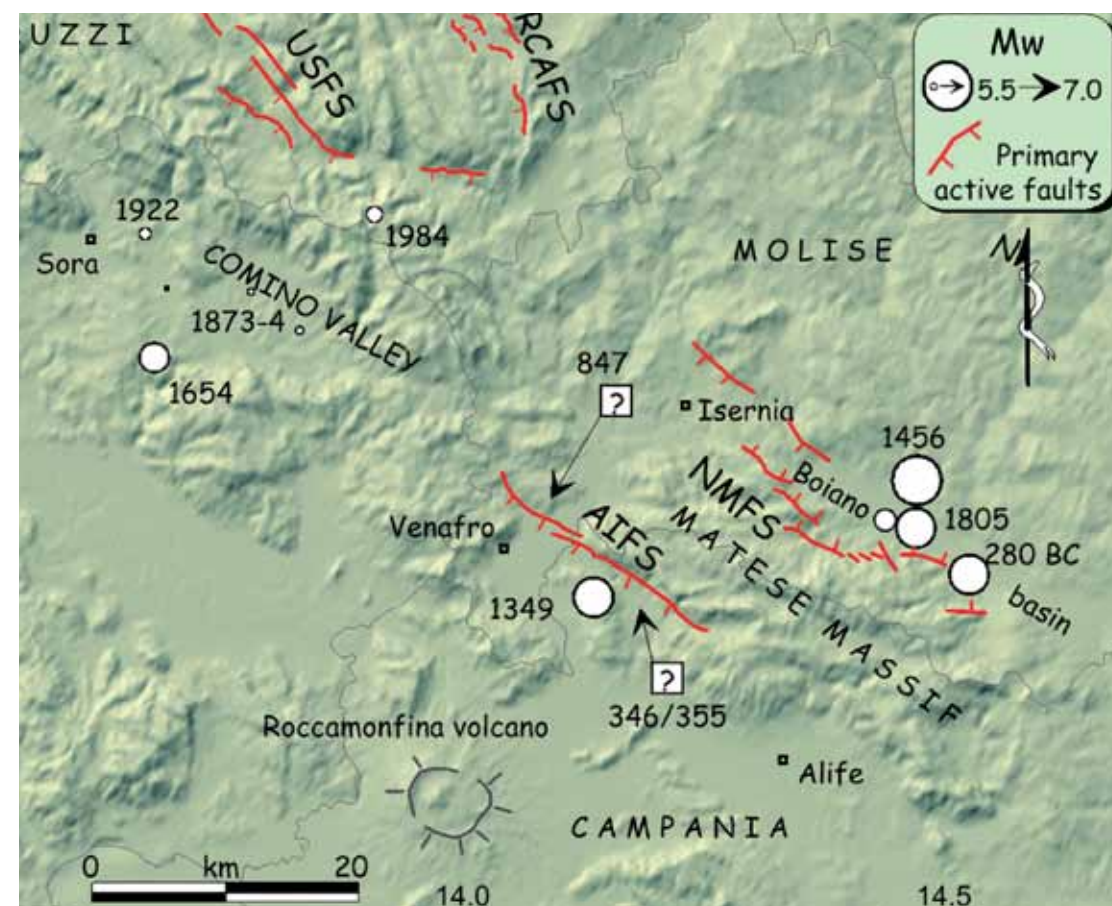 UZZI
USFS
RCAFS
Mw
5.5 7.0
Primary
active faults
N
1922
1984
Sora
COMINO VALLEY
1873-4
1654
MOLISE
847
?
Isernia
1456
NMFS
Boiano
1805
280 BC
basin
Venafro
AIFS
MATESE MASSIF
1349
?
346/355
Roccamonfina volcano
Alife
CAMPANIA
0 km 20
14.0
14.5